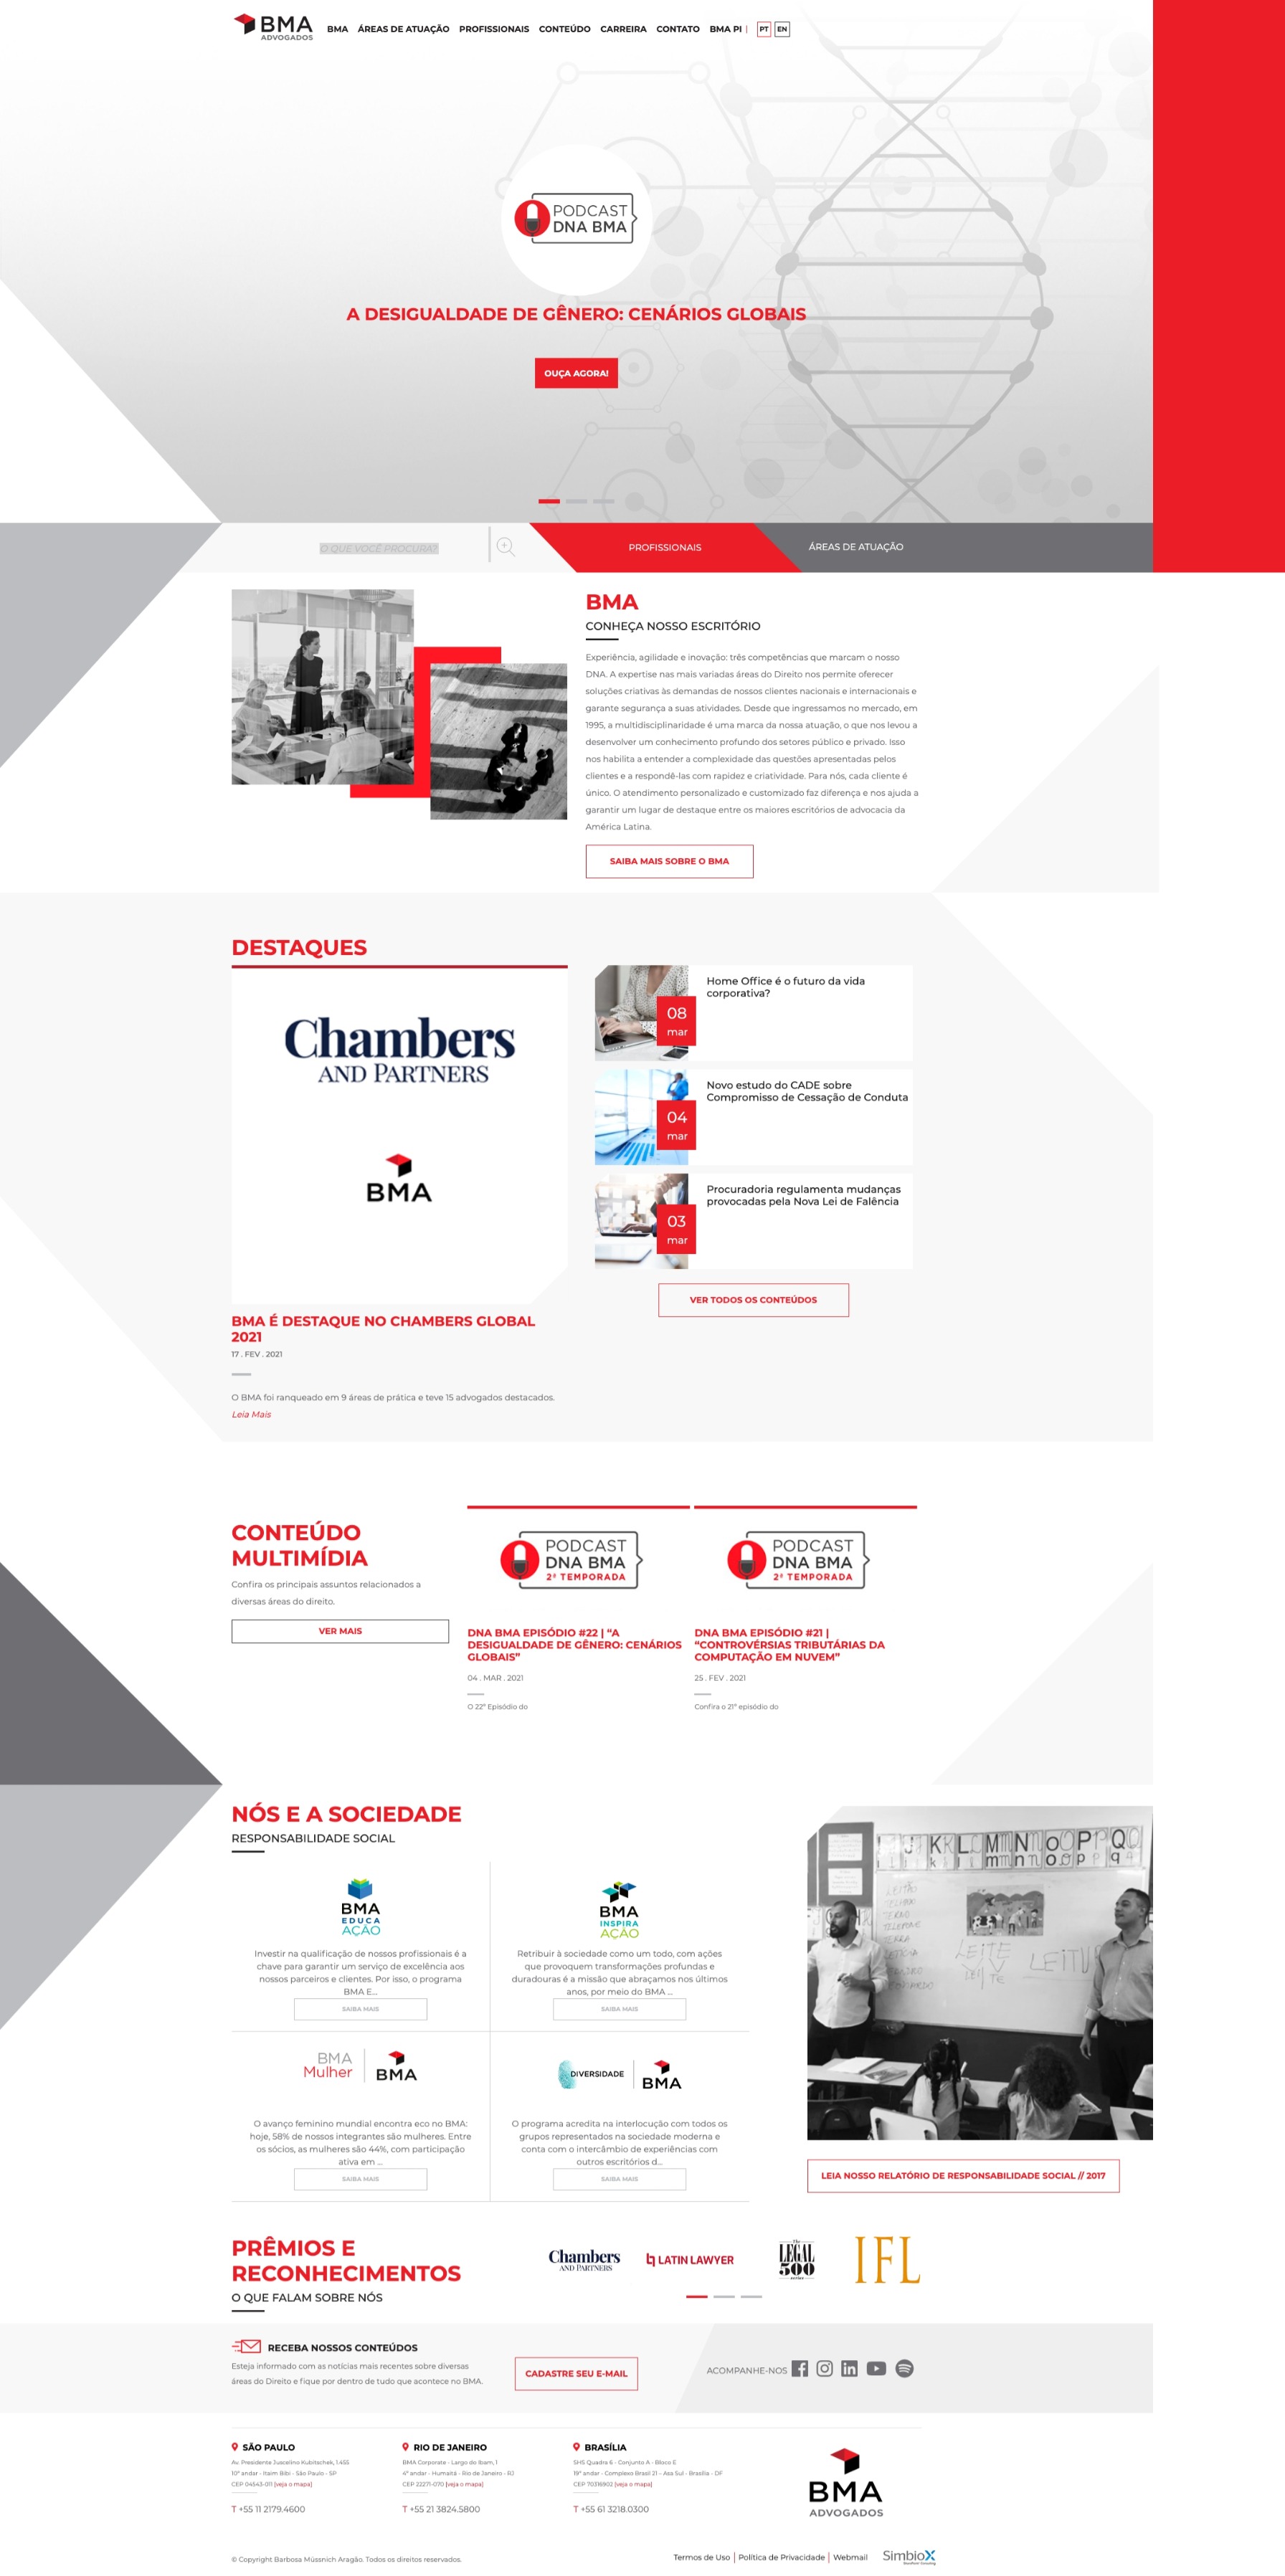 BMA
ADVOGADOS
BMA ÁREAS DE ATUAÇÃO PROFISSIONAIS CONTEÚDO CARREIRA CONTATO BMA PI | PT EN
PODCAST
DNA BMA
A DESIGUALDADE DE GÊNERO: CENÁRIOS GLOBAIS
OUÇA AGORA!
O QUE VOCÊ PROCURA?
PROFISSIONAIS
ÁREAS DE ATUAÇÃO
BMA
CONHEÇA NOSSO ESCRITÓRIO
Experiência, agilidade e inovação: três competências que marcam o nosso
DNA. A expertise nas mais variadas áreas do Direito nos permite oferecer
soluções criativas às demandas de nossos clientes nacionais e internacionais e
garante segurança a suas atividades. Desde que ingressamos no mercado, em
1995, a multidisciplinaridade é uma marca da nossa atuação, o que nos levou a
desenvolver um conhecimento profundo dos setores público e privado. Isso
nos habilita a entender a complexidade das questões apresentadas pelos
clientes e a respondê-las com rapidez e criatividade. Para nós, cada cliente é
único. O atendimento personalizado e customizado faz diferença e nos ajuda a
garantir um lugar de destaque entre os maiores escritórios de advocacia da
América Latina.
SAIBA MAIS SOBRE O BMA
DESTAQUES
Chambers
AND PARTNERS
BMA
BMA É DESTAQUE NO CHAMBERS GLOBAL
2021
17 . FEV . 2021
O BMA foi ranqueado em 9 áreas de prática e teve 15 advogados destacados.
Leia Mais
08
mar
Home Office é o futuro da vida
corporativa?
04
mar
Novo estudo do CADE sobre
Compromisso de Cessação de Conduta
03
mar
Procuradoria regulamenta mudanças
provocadas pela Nova Lei de Falência
VER TODOS OS CONTEÚDOS
CONTEÚDO
MULTIMÍDIA
Confira os principais assuntos relacionados a
diversas áreas do direito.
VER MAIS
PODCAST
DNA BMA
2ª TEMPORADA
DNA BMA EPISÓDIO #22 | “A
DESIGUALDADE DE GÊNERO: CENÁRIOS
GLOBAIS”
04 . MAR . 2021
O 22º Episódio do
PODCAST
DNA BMA
2ª TEMPORADA
DNA BMA EPISÓDIO #21 |
“CONTROVÉRSIAS TRIBUTÁRIAS DA
COMPUTAÇÃO EM NUVEM”
25 . FEV . 2021
Confira o 21º episódio do
NÓS E A SOCIEDADE
RESPONSABILIDADE SOCIAL
BMA
EDUCA
AÇÃO
Investir na qualificação de nossos profissionais é a
chave para garantir um serviço de excelência aos
nossos parceiros e clientes. Por isso, o programa
BMA E...
SAIBA MAIS
BMA
INSPIRA
AÇÃO
Retribuir à sociedade como um todo, com ações
que provoquem transformações profundas e
duradouras é a missão que abraçamos nos últimos
anos, por meio do BMA ...
SAIBA MAIS
BMA
Mulher
BMA
O avanço feminino mundial encontra eco no BMA:
hoje, 58% de nossos integrantes são mulheres. Entre
os sócios, as mulheres são 44%, com participação
ativa em ...
SAIBA MAIS
DIVERSIDADE
BMA
O programa acredita na interlocução com todos os
grupos representados na sociedade moderna e
conta com o intercâmbio de experiências com
outros escritórios d...
SAIBA MAIS
J K L M N O P Q
LEITE
LEITU
TE
LEIA NOSSO RELATÓRIO DE RESPONSABILIDADE SOCIAL // 2017
PRÊMIOS E
RECONHECIMENTOS
O QUE FALAM SOBRE NÓS
Chambers
AND PARTNERS
LATIN LAWYER
The
LEGAL
500
series
IFL
RECEBA NOSSOS CONTEÚDOS
Esteja informado com as notícias mais recentes sobre diversas
áreas do Direito e fique por dentro de tudo que acontece no BMA.
CADASTRE SEU E-MAIL
ACOMPANHE-NOS
SÃO PAULO
Av. Presidente Juscelino Kubitschek, 1.455
10º andar - Itaim Bibi - São Paulo - SP
CEP 04543-011 [veja o mapa]
T +55 11 2179.4600
RIO DE JANEIRO
BMA Corporate - Largo do Ibam, 1
4º andar - Humaitá - Rio de Janeiro - RJ
CEP 22271-070 [veja o mapa]
T +55 21 3824.5800
BRASÍLIA
SHS Quadra 6 - Conjunto A - Bloco E
19º andar - Complexo Brasil 21 - Asa Sul - Brasília - DF
CEP 70316902 [veja o mapa]
T +55 61 3218.0300
BMA
ADVOGADOS
© Copyright Barbosa Müssnich Aragão. Todos os direitos reservados.
Termos de Uso | Política de Privacidade | Webmail
SimbioX